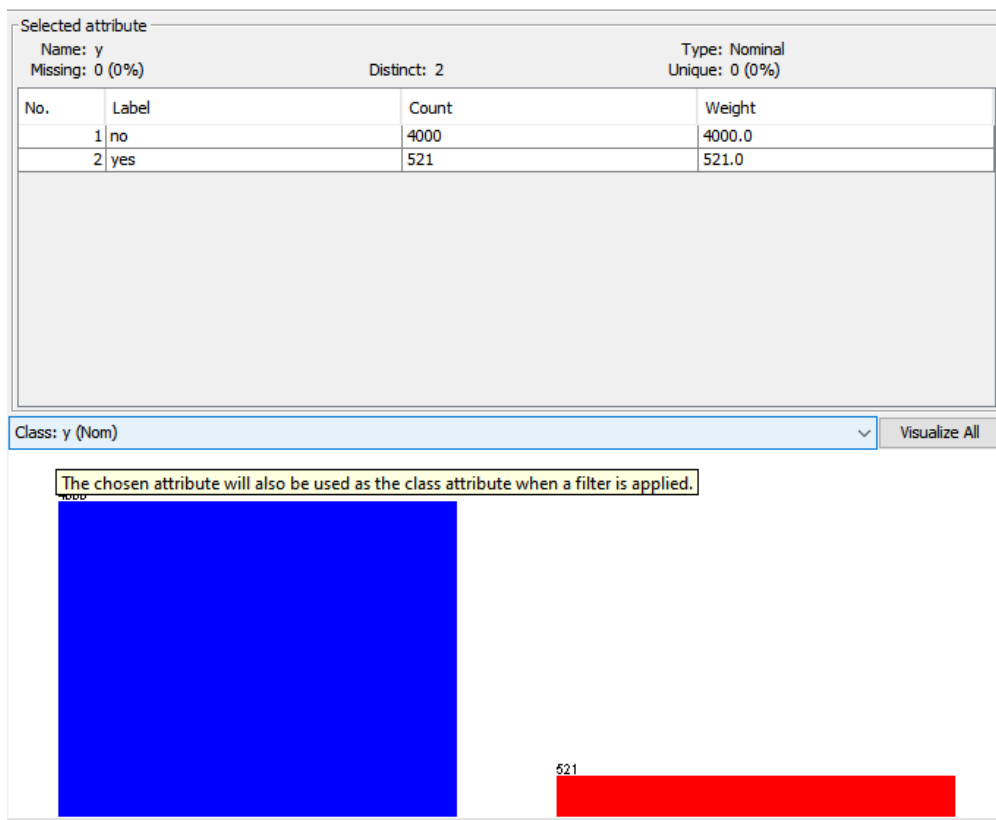 Selected attribute
Name: y Type: Nominal
Missing: 0 (0%) Distinct: 2 Unique: 0 (0%)
No. Label Count Weight
1 no 4000 4000.0
2 yes 521 521.0
Class: y (Nom) Visualize All
The chosen attribute will also be used as the class attribute when a filter is applied.
4000
521